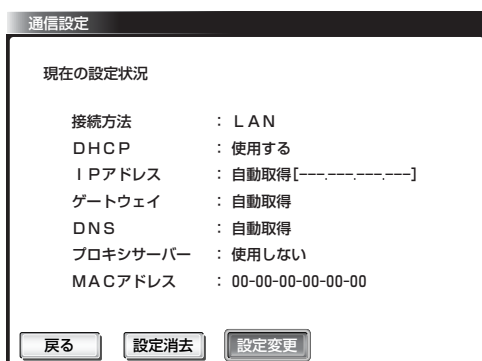 通信設定
現在の設定状況
接続方法 : ＬＡＮ
ＤＨＣＰ : 使用する
ＩＰアドレス : 自動取得[---.---.---.---]
ゲートウェイ : 自動取得
ＤＮＳ : 自動取得
プロキシサーバー : 使用しない
ＭＡＣアドレス : 00-00-00-00-00-00
戻る 設定消去 設定変更